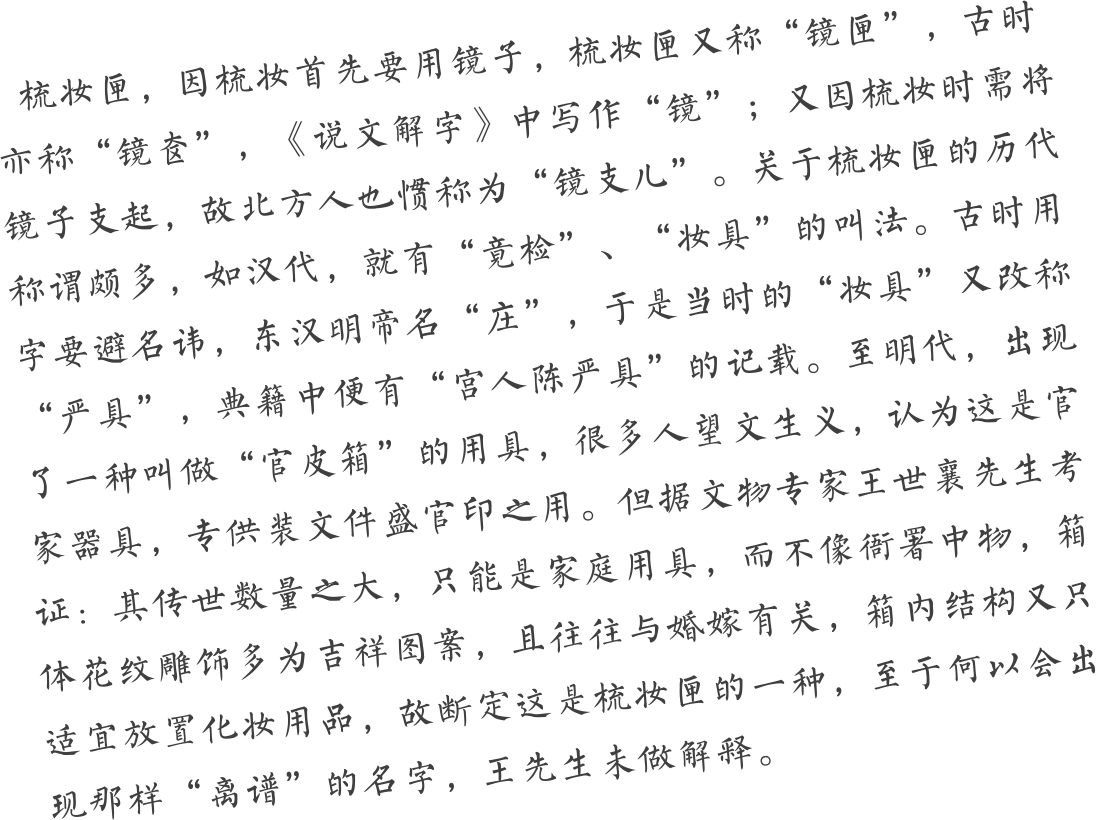 梳妆匣，因梳妆首先要用镜子，梳妆匣又称“镜匣”，古时
亦称“镜奁”，《说文解字》中写作“镜”；又因梳妆时需将
镜子支起，故北方人也惯称为“镜支儿”。关于梳妆匣的历代
称谓颇多，如汉代，就有“竟检”、“妆具”的叫法。古时用
字要避名讳，东汉明帝名“庄”，于是当时的“妆具”又改称
“严具”，典籍中便有“宫人陈严具”的记载。至明代，出现
了一种叫做“官皮箱”的用具，很多人望文生义，认为这是官
家器具，专供装文件盛官印之用。但据文物专家王世襄先生考
证：其传世数量之大，只能是家庭用具，而不像衙署中物，箱
体花纹雕饰多为吉祥图案，且往往与婚嫁有关，箱内结构又只
适宜放置化妆用品，故断定这是梳妆匣的一种，至于何以会出
现那样“离谱”的名字，王先生未做解释。